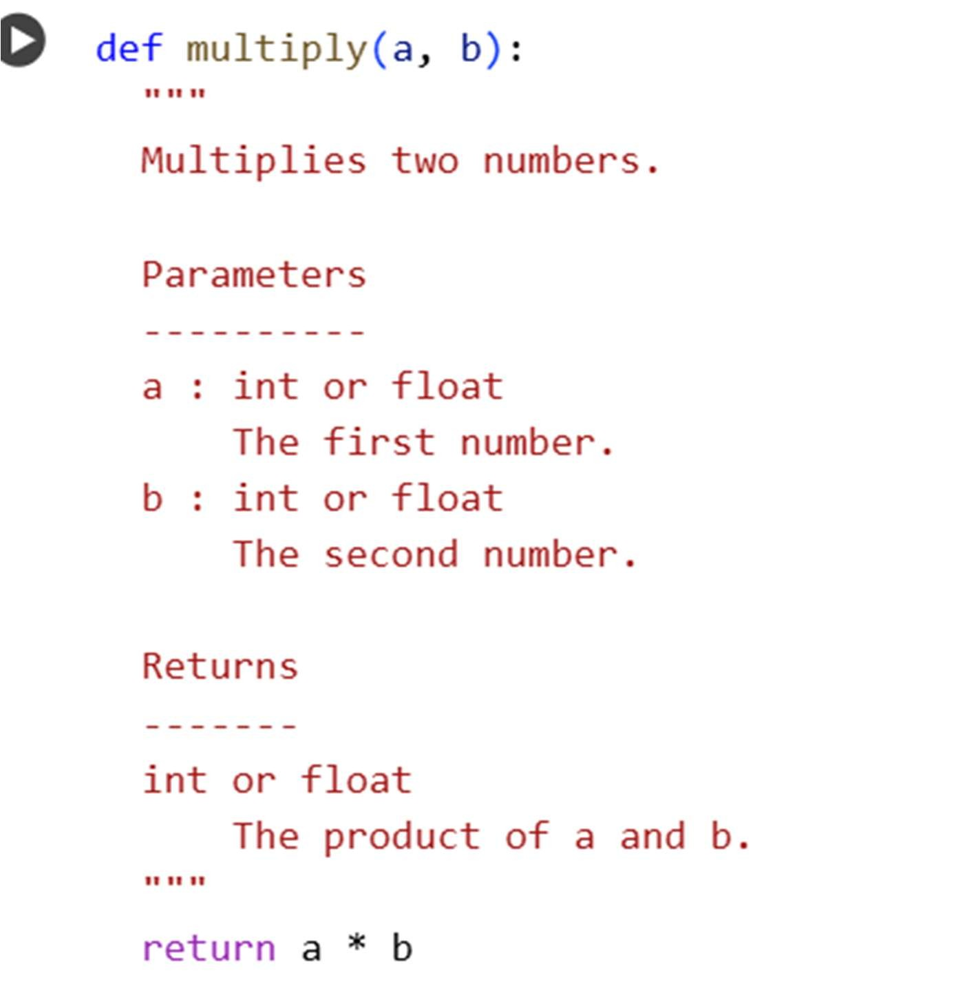 def multiply(a, b):
"""
Multiplies two numbers.
Parameters
----------
a : int or float
The first number.
b : int or float
The second number.
Returns
-------
int or float
The product of a and b.
"""
return a * b